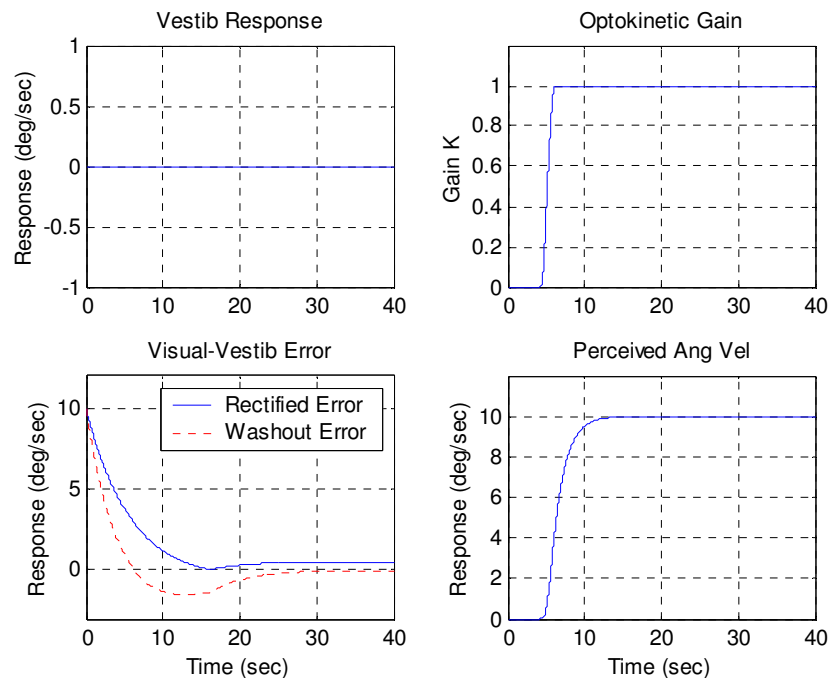 Vestib Response
Response (deg/sec)
1
0.5
0
-0.5
-1
0 10 20 30 40
Optokinetic Gain
Gain K
1
0.8
0.6
0.4
0.2
0
0 10 20 30 40
Visual-Vestib Error
Response (deg/sec)
10
5
0
Rectified Error
Washout Error
0 10 20 30 40
Time (sec)
Perceived Ang Vel
Response (deg/sec)
10
8
6
4
2
0
0 10 20 30 40
Time (sec)